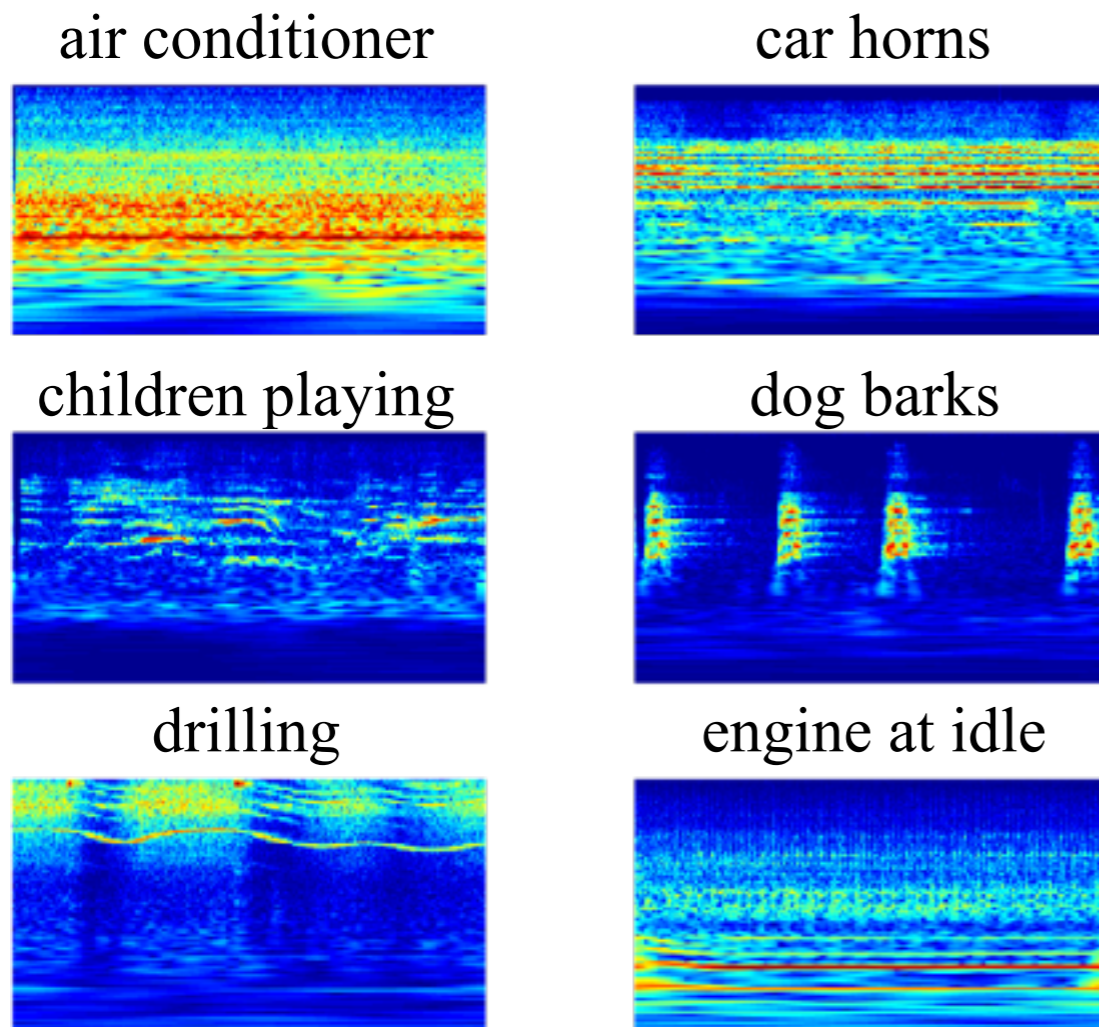 air conditioner
car horns
children playing
dog barks
drilling
engine at idle